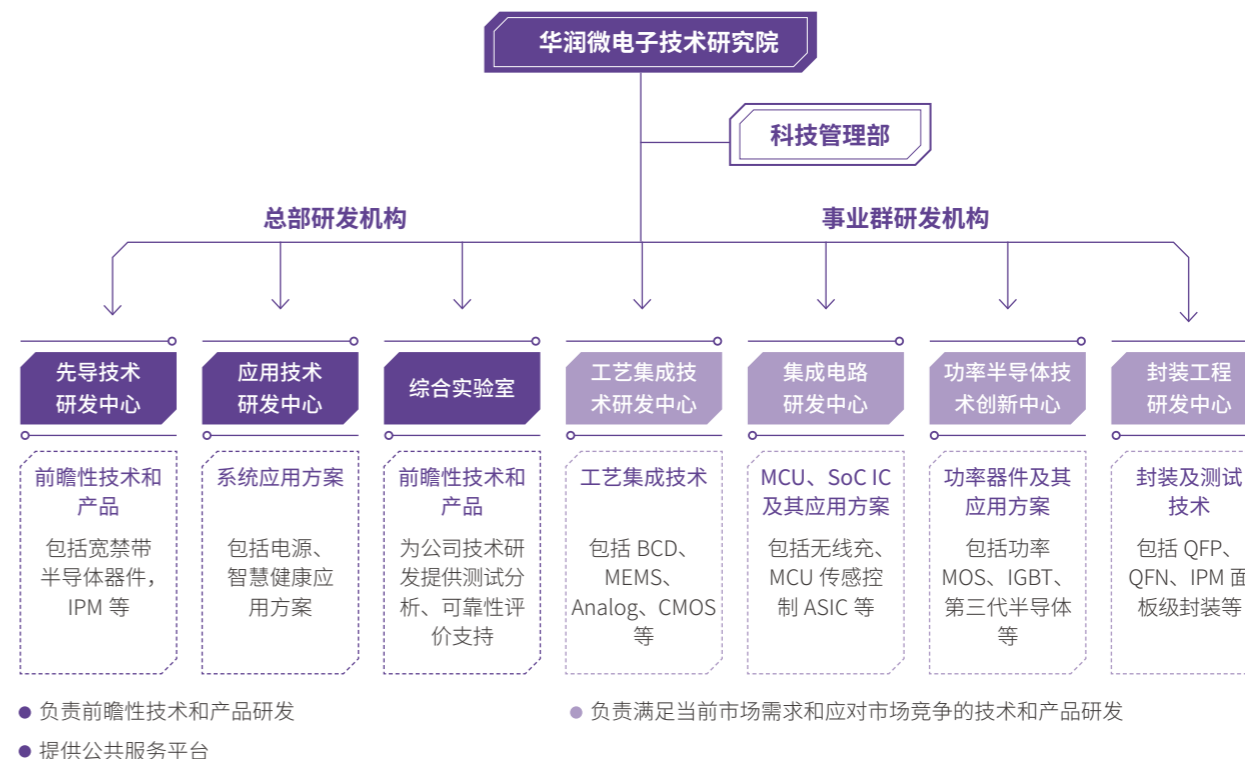 华润微电子技术研究院
科技管理部
总部研发机构
事业群研发机构
先导技术
研发中心
前瞻性技术和
产品
包括宽禁带
半导体器件，
IPM 等
应用技术
研发中心
系统应用方案
包括电源、
智慧健康应
用方案
综合实验室
前瞻性技术和
产品
为公司技术研
发提供测试分
析、可靠性评
价支持
工艺集成技
术研发中心
工艺集成技术
包括 BCD、
MEMS、
Analog、CMOS
等
集成电路
研发中心
MCU、SoC IC
及其应用方案
包括无线充、
MCU 传感控
制 ASIC 等
功率半导体技
术创新中心
功率器件及其
应用方案
包括功率
MOS、IGBT、
第三代半导体
等
封装工程
研发中心
封装及测试
技术
包括 QFP、
QFN、IPM 面
板级封装等
负责前瞻性技术和产品研发
提供公共服务平台
负责满足当前市场需求和应对市场竞争的技术和产品研发